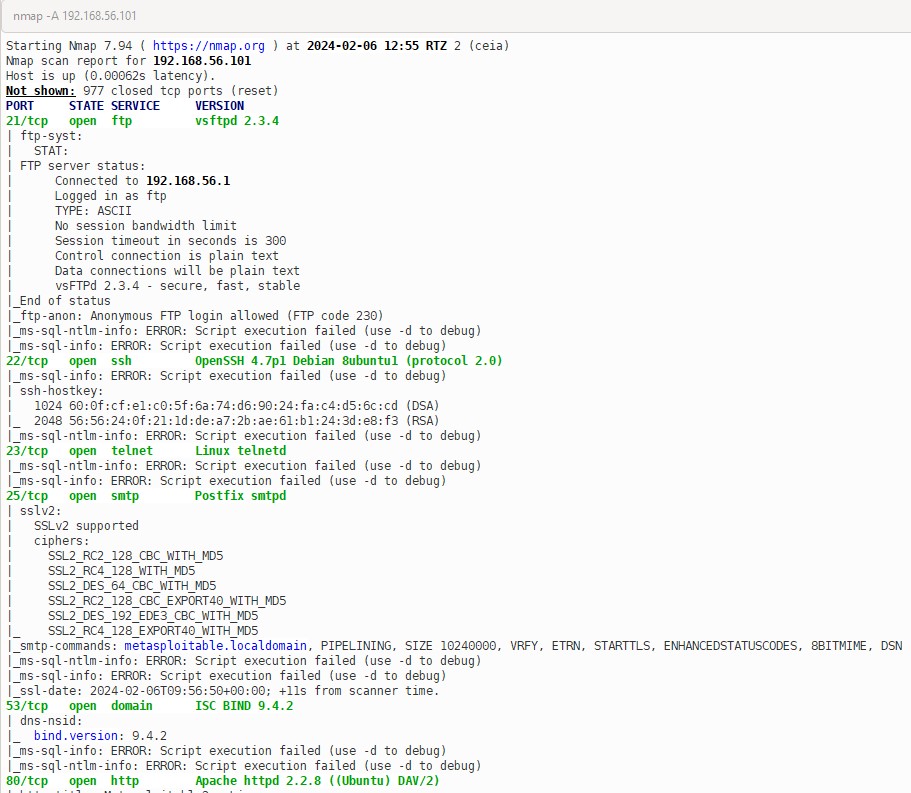 nmap -A 192.168.56.101
Starting Nmap 7.94 ( https://nmap.org ) at 2024-02-06 12:55 RTZ 2 (ceia)
Nmap scan report for 192.168.56.101
Host is up (0.00062s latency).
Not shown: 977 closed tcp ports (reset)
PORT     STATE SERVICE     VERSION
21/tcp   open  ftp         vsftpd 2.3.4
| ftp-syst:
|   STAT:
| FTP server status:
|      Connected to 192.168.56.1
|      Logged in as ftp
|      TYPE: ASCII
|      No session bandwidth limit
|      Session timeout in seconds is 300
|      Control connection is plain text
|      Data connections will be plain text
|      vsFTPd 2.3.4 - secure, fast, stable
|_End of status
|_ftp-anon: Anonymous FTP login allowed (FTP code 230)
|_ms-sql-ntlm-info: ERROR: Script execution failed (use -d to debug)
|_ms-sql-info: ERROR: Script execution failed (use -d to debug)
22/tcp   open  ssh         OpenSSH 4.7p1 Debian 8ubuntu1 (protocol 2.0)
|_ms-sql-info: ERROR: Script execution failed (use -d to debug)
| ssh-hostkey:
|   1024 60:0f:cf:e1:c0:5f:6a:74:d6:90:24:fa:c4:d5:6c:cd (DSA)
|_  2048 56:56:24:0f:21:1d:de:a7:2b:ae:61:b1:24:3d:e8:f3 (RSA)
|_ms-sql-ntlm-info: ERROR: Script execution failed (use -d to debug)
23/tcp   open  telnet      Linux telnetd
|_ms-sql-ntlm-info: ERROR: Script execution failed (use -d to debug)
|_ms-sql-info: ERROR: Script execution failed (use -d to debug)
25/tcp   open  smtp        Postfix smtpd
| sslv2:
|   SSLv2 supported
|   ciphers:
|     SSL2_RC2_128_CBC_WITH_MD5
|     SSL2_RC4_128_WITH_MD5
|     SSL2_DES_64_CBC_WITH_MD5
|     SSL2_RC2_128_CBC_EXPORT40_WITH_MD5
|     SSL2_DES_192_EDE3_CBC_WITH_MD5
|_    SSL2_RC4_128_EXPORT40_WITH_MD5
|_smtp-commands: metasploitable.localdomain, PIPELINING, SIZE 10240000, VRFY, ETRN, STARTTLS, ENHANCEDSTATUSCODES, 8BITMIME, DSN
|_ms-sql-ntlm-info: ERROR: Script execution failed (use -d to debug)
|_ms-sql-info: ERROR: Script execution failed (use -d to debug)
|_ssl-date: 2024-02-06T09:56:50+00:00; +11s from scanner time.
53/tcp   open  domain      ISC BIND 9.4.2
| dns-nsid:
|_  bind.version: 9.4.2
|_ms-sql-info: ERROR: Script execution failed (use -d to debug)
|_ms-sql-ntlm-info: ERROR: Script execution failed (use -d to debug)
80/tcp   open  http        Apache httpd 2.2.8 ((Ubuntu) DAV/2)